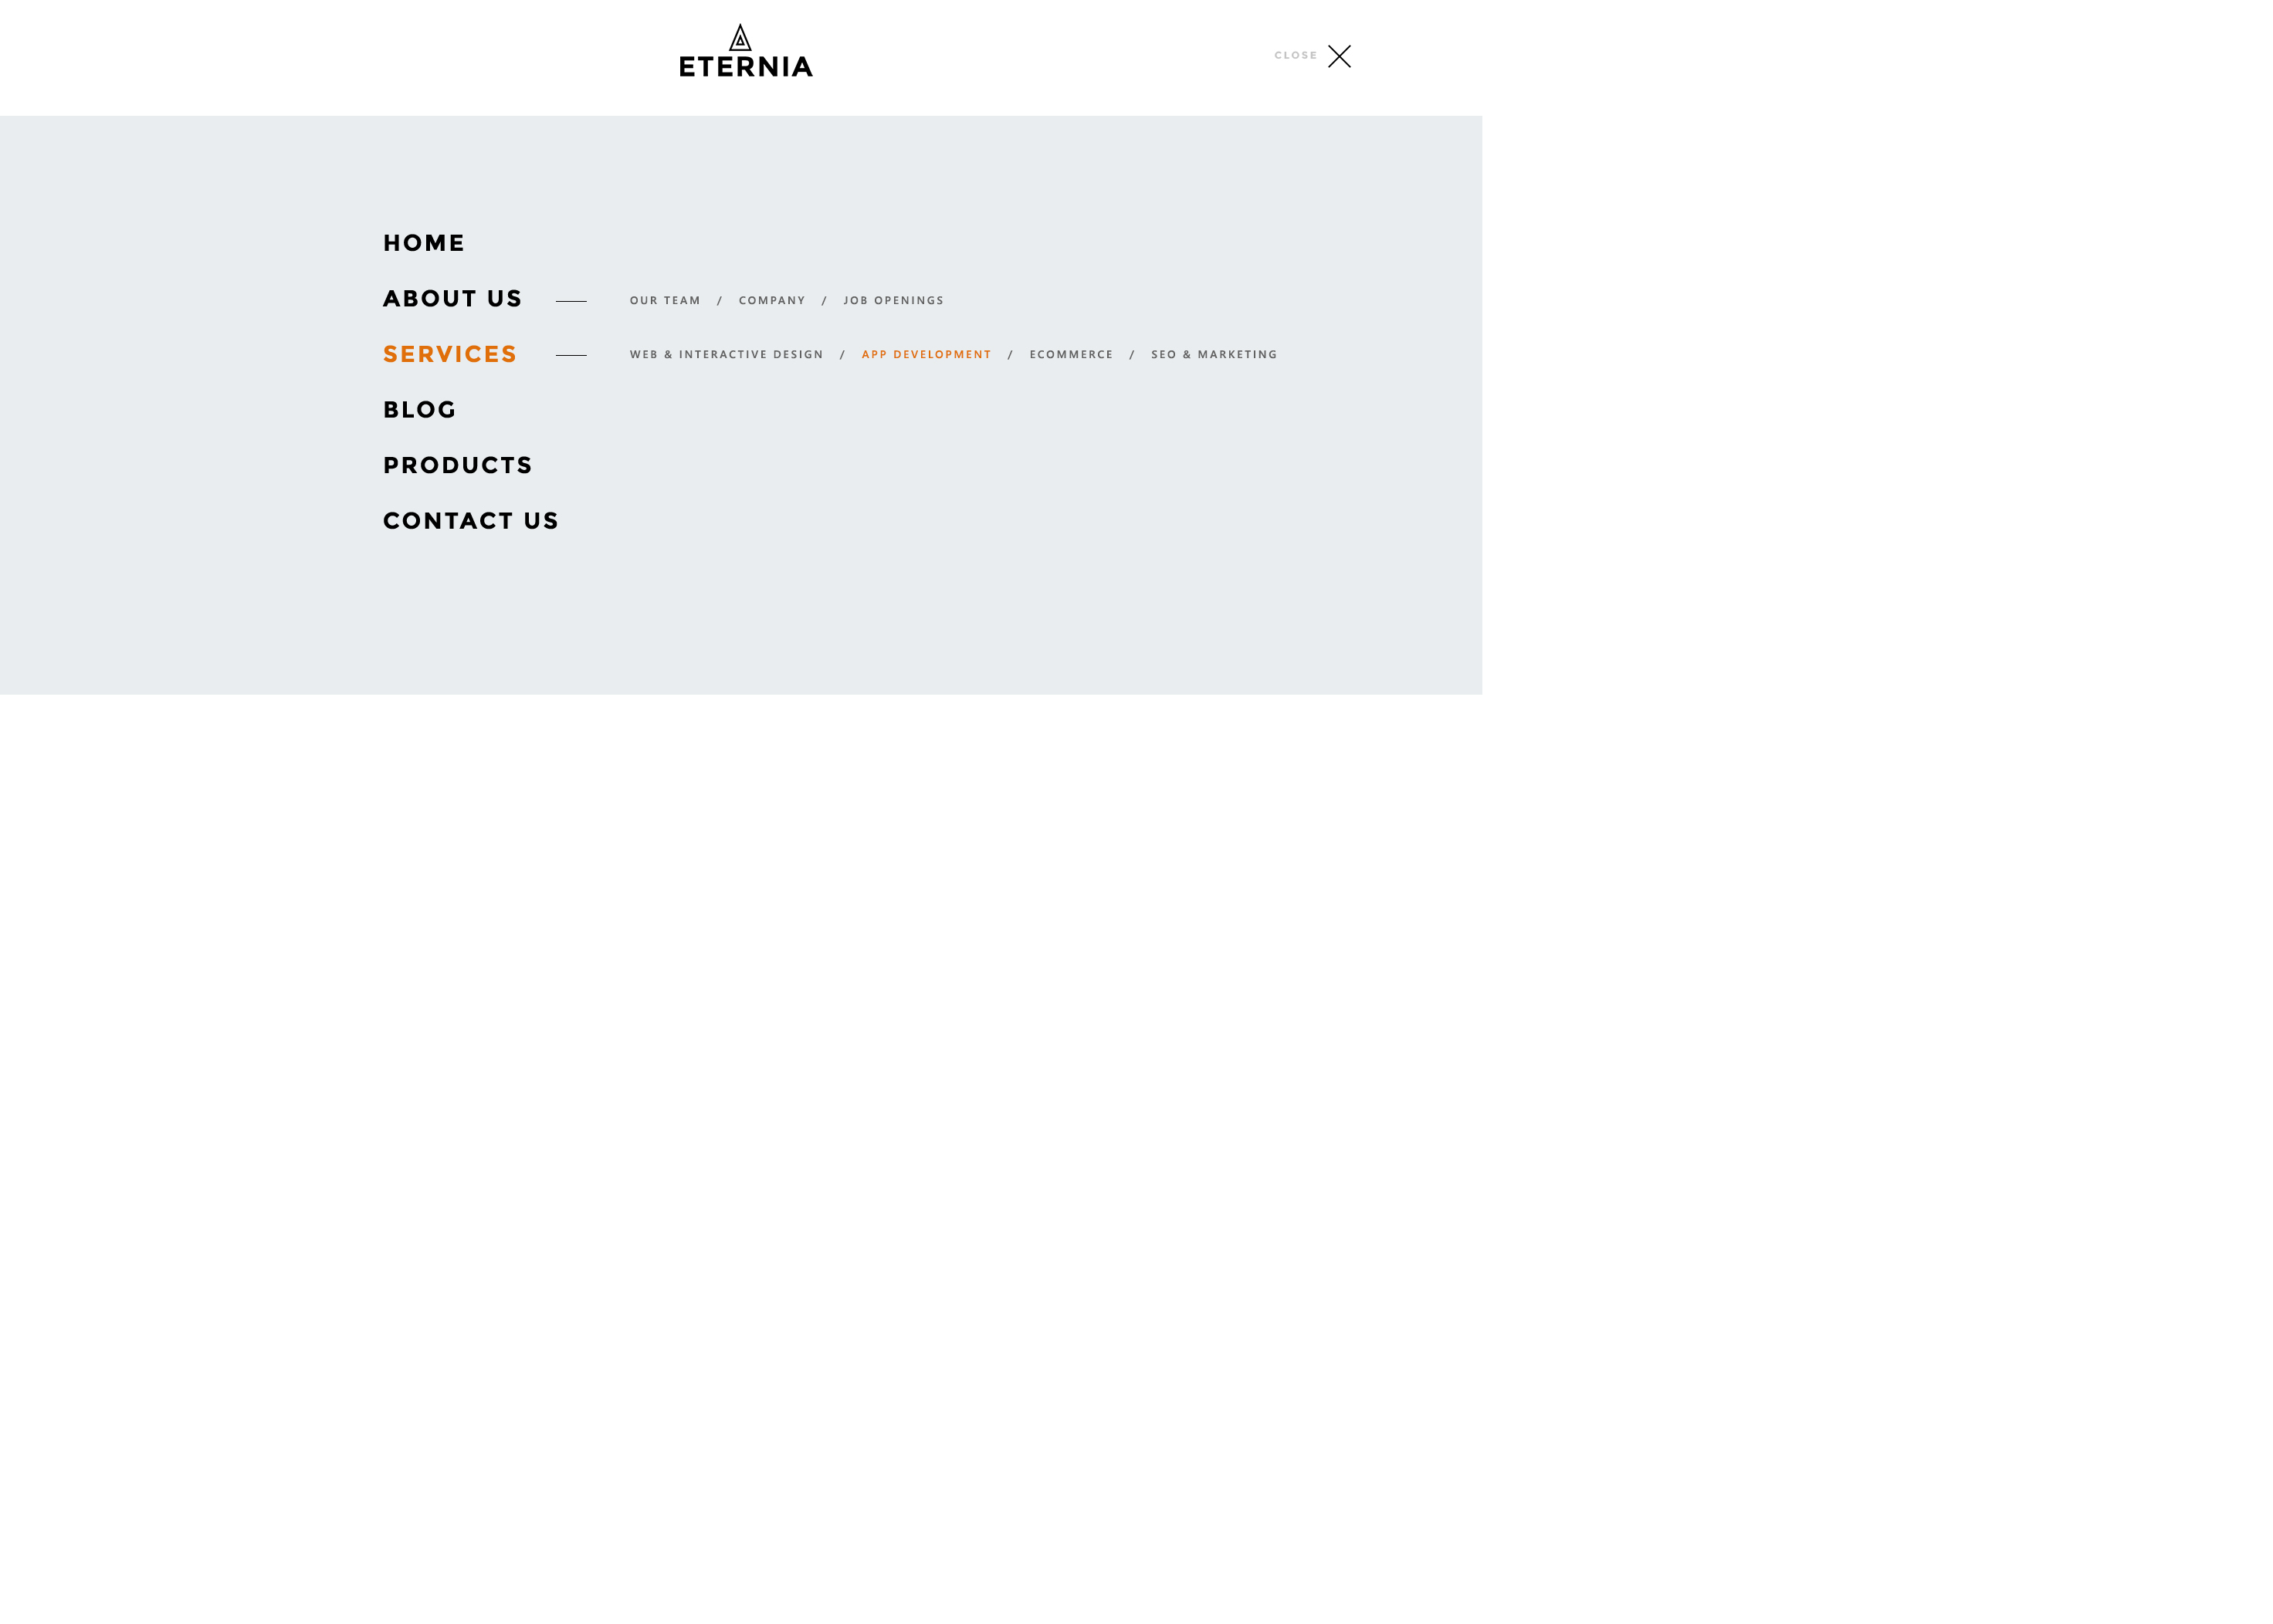 ETERNIA
CLOSE
HOME
ABOUT US
OUR TEAM / COMPANY / JOB OPENINGS
SERVICES
WEB & INTERACTIVE DESIGN / APP DEVELOPMENT / ECOMMERCE / SEO & MARKETING
BLOG
PRODUCTS
CONTACT US